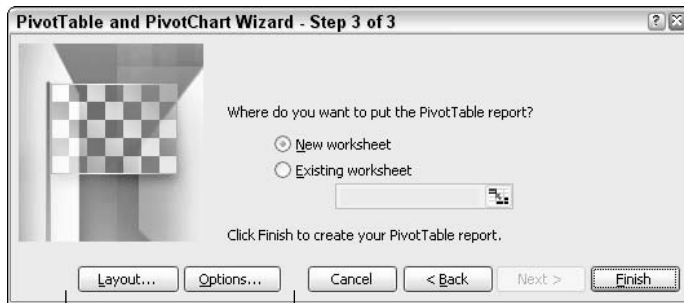 PivotTable and PivotChart Wizard - Step 3 of 3
Where do you want to put the PivotTable report?
New worksheet
Existing worksheet
Click Finish to create your PivotTable report.
Layout... Options... Cancel < Back Next > Finish